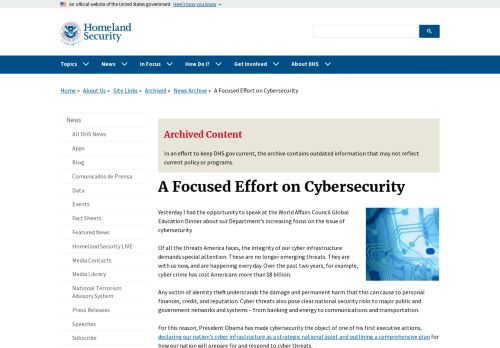 An official website of the United States government Here's how you know
Homeland
Security
Topics News In Focus How Do I? Get Involved About DHS
Home » About Us » Site Links » Archived » News Archive » A Focused Effort on Cybersecurity
News
All DHS News
Apps
Blog
Comunicados de Prensa
Data
Events
Fact Sheets
Featured News
Homeland Security LIVE
Media Contacts
Media Library
National Terrorism
Advisory System
Press Releases
Speeches
Subscribe
Archived Content
In an effort to keep DHS.gov current, the archive contains outdated information that may not reflect
current policy or programs.
A Focused Effort on Cybersecurity
Yesterday I had the opportunity to speak at the World Affairs Council Global
Education Dinner about our Department's increasing focus on the issue of
cybersecurity.
Of all the threats America faces, the integrity of our cyber infrastructure
demands special attention. These are no longer emerging threats. They are
with us now, and are happening every day. Over the past two years, for example,
cyber crime has cost Americans more than $8 billion.
Any victim of identity theft understands the damage and permanent harm that this can cause to personal
finances, credit, and reputation. Cyber threats also pose clear national security risks to major public and
government networks and systems – from banking and energy to communications and transportation.
For this reason, President Obama has made cybersecurity the object of one of his first executive actions,
declaring our nation's cyber infrastructure as a strategic national asset and outlining a comprehensive plan for
how our nation will prepare for and respond to cyber threats.